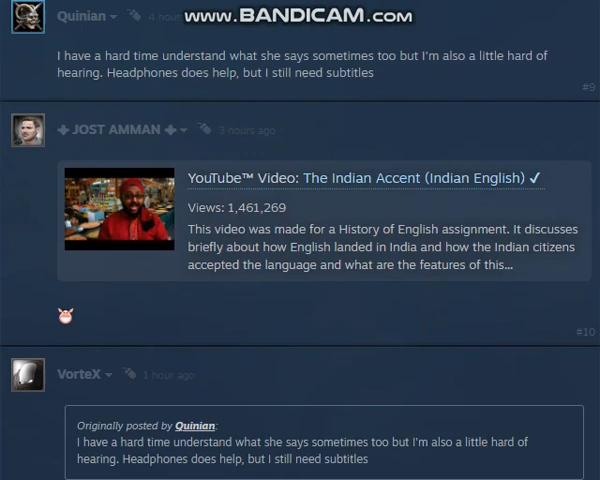 www.BANDICAM.com
Quinian 4 hour
I have a hard time understand what she says sometimes too but I'm also a little hard of
hearing. Headphones does help, but I still need subtitles
#9
JOST AMMAN
3 hours ago
YouTube™ Video: The Indian Accent (Indian English) ✓
Views: 1,461,269
This video was made for a History of English assignment. It discusses
briefly about how English landed in India and how the Indian citizens
accepted the language and what are the features of this...
#10
VorteX
1 hour ago
Originally posted by Quinian:
I have a hard time understand what she says sometimes too but I'm also a little hard of
hearing. Headphones does help, but I still need subtitles